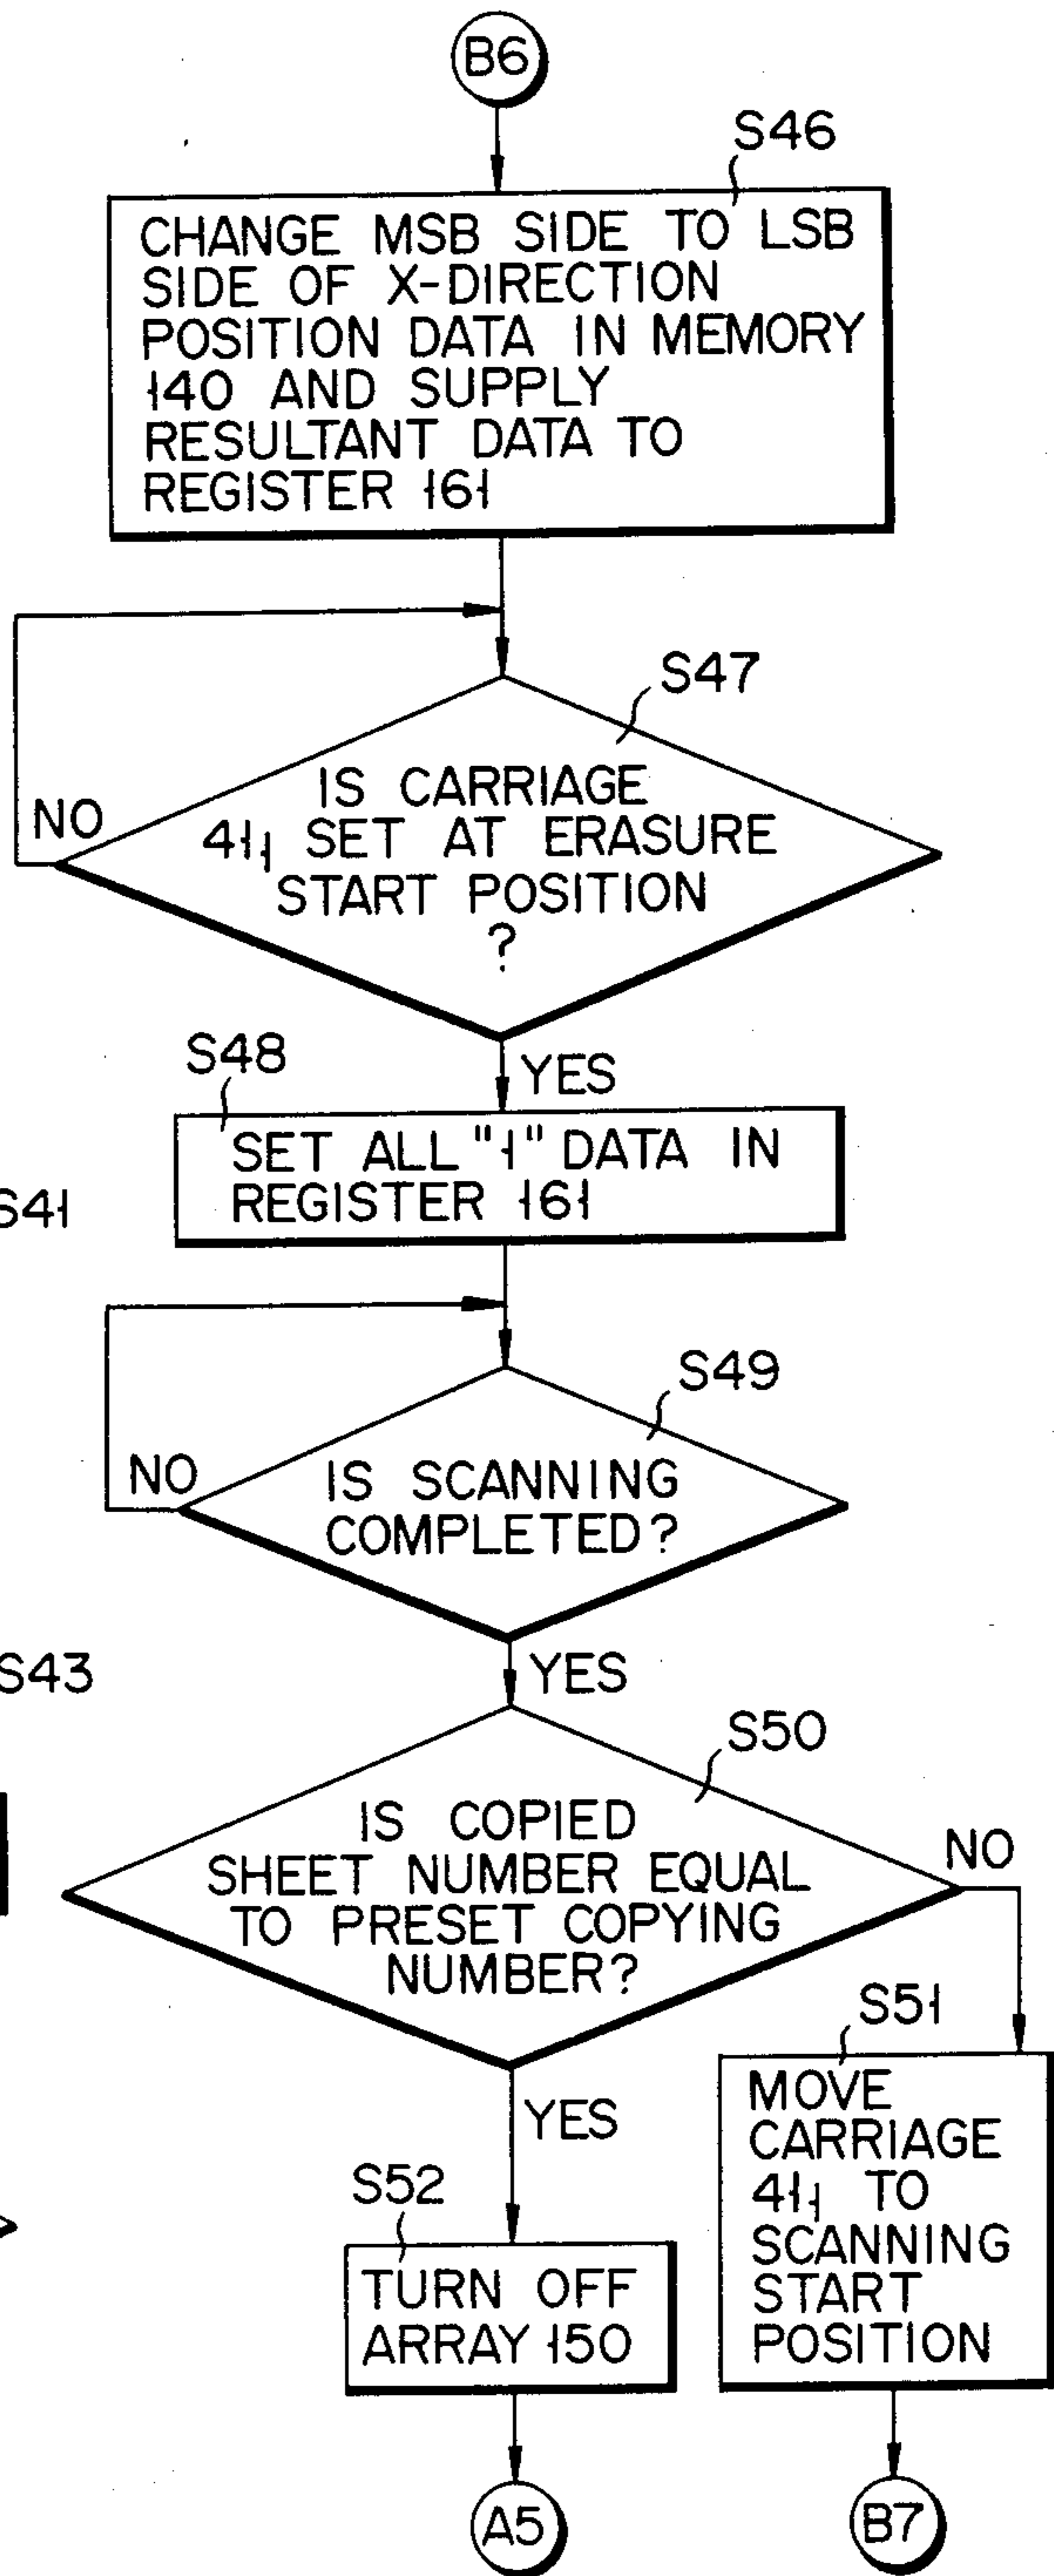 B6
S46
CHANGE MSB SIDE TO LSB
SIDE OF X-DIRECTION
POSITION DATA IN MEMORY
140 AND SUPPLY
RESULTANT DATA TO
REGISTER 161
S47
IS CARRIAGE
41₁ SET AT ERASURE
START POSITION
?
NO
YES
S48
SET ALL "1" DATA IN
REGISTER 161
S41
S49
IS SCANNING
COMPLETED?
NO
YES
S43
S50
IS COPIED
SHEET NUMBER EQUAL
TO PRESET COPYING
NUMBER?
NO
YES
S51
MOVE
CARRIAGE
41₁ TO
SCANNING
START
POSITION
S52
TURN OFF
ARRAY 150
A5
B7